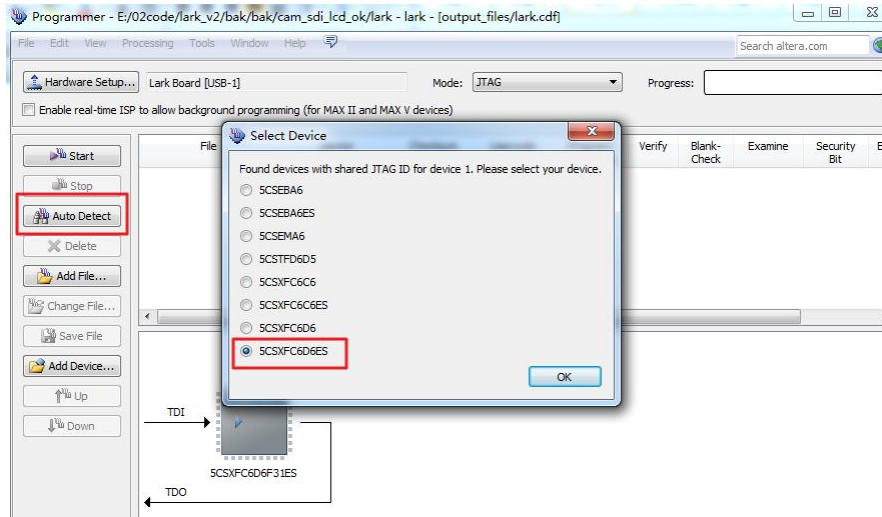 Programmer - E:/02code/lark_v2/bak/bak/cam_sdi_lcd_ok/lark - lark - [output_files/lark.cdf]
File Edit View Processing Tools Window Help
Search altera.com
Hardware Setup... Lark Board [USB-1] Mode: JTAG Progress:
Enable real-time ISP to allow background programming (for MAX II and MAX V devices)
Start
Stop
Auto Detect
Delete
Add File...
Change File...
Save File
Add Device...
Up
Down
File Verify Blank-Check Examine Security Bit
Select Device
Found devices with shared JTAG ID for device 1. Please select your device.
5CSEBA6
5CSEBA6ES
5CSEMA6
5CSTFD6D5
5CSXFC6C6
5CSXFC6C6ES
5CSXFC6D6
5CSXFC6D6ES
OK
TDI
5CSXFC6D6F31ES
TDO